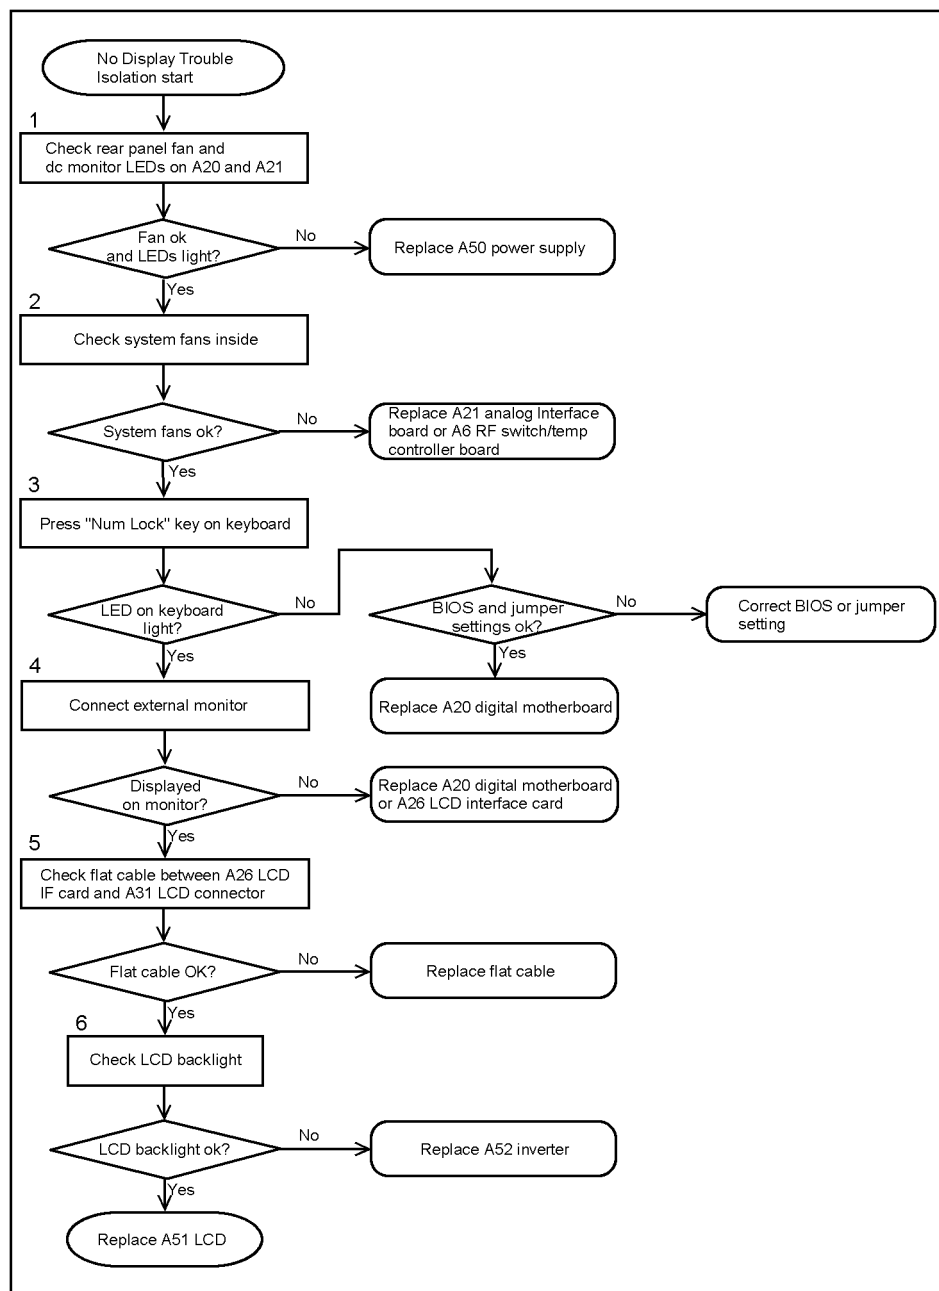 No Display Trouble
Isolation start
1
Check rear panel fan and
dc monitor LEDs on A20 and A21
Fan ok
and LEDs light?
No
Replace A50 power supply
Yes
2
Check system fans inside
System fans ok?
No
Replace A21 analog Interface
board or A6 RF switch/temp
controller board
Yes
3
Press "Num Lock" key on keyboard
LED on keyboard
light?
No
BIOS and jumper
settings ok?
No
Correct BIOS or jumper
setting
Yes
Replace A20 digital motherboard
Yes
4
Connect external monitor
Displayed
on monitor?
No
Replace A20 digital motherboard
or A26 LCD interface card
Yes
5
Check flat cable between A26 LCD
IF card and A31 LCD connector
Flat cable OK?
No
Replace flat cable
Yes
6
Check LCD backlight
LCD backlight ok?
No
Replace A52 inverter
Yes
Replace A51 LCD